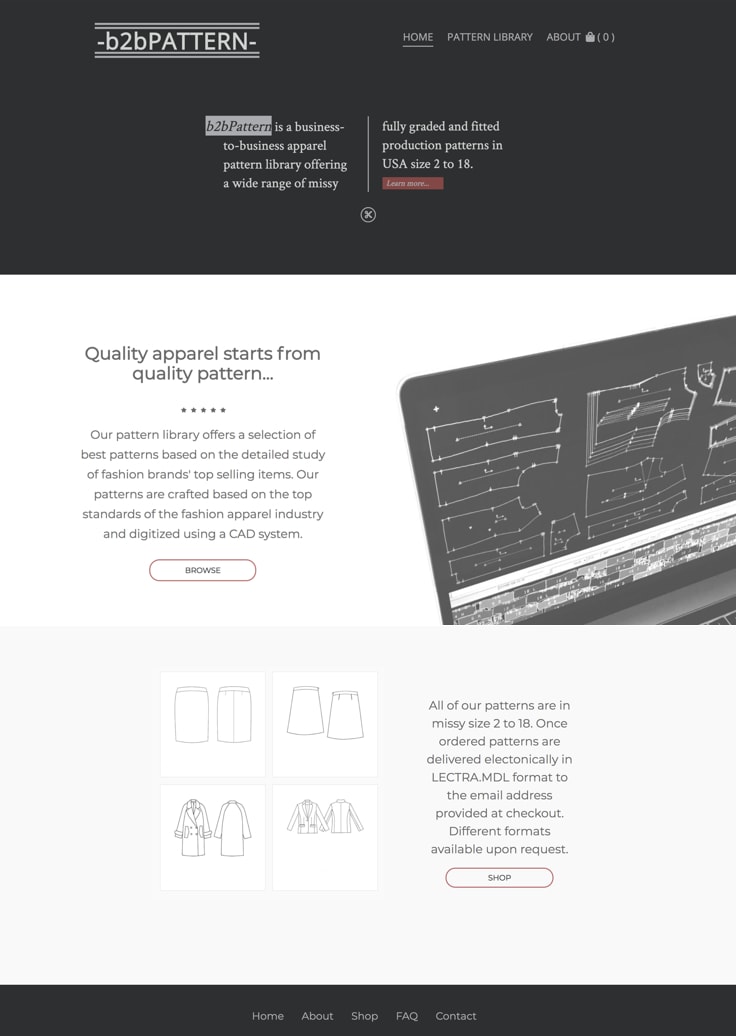 -b2bPATTERN-
HOME PATTERN LIBRARY ABOUT ( 0 )
b2bPattern is a business-
to-business apparel
pattern library offering
a wide range of missy
fully graded and fitted
production patterns in
USA size 2 to 18.
Learn more...
Quality apparel starts from
quality pattern...
Our pattern library offers a selection of
best patterns based on the detailed study
of fashion brands' top selling items. Our
patterns are crafted based on the top
standards of the fashion apparel industry
and digitized using a CAD system.
BROWSE
All of our patterns are in
missy size 2 to 18. Once
ordered patterns are
delivered electonically in
LECTRA.MDL format to
the email address
provided at checkout.
Different formats
available upon request.
SHOP
Home About Shop FAQ Contact